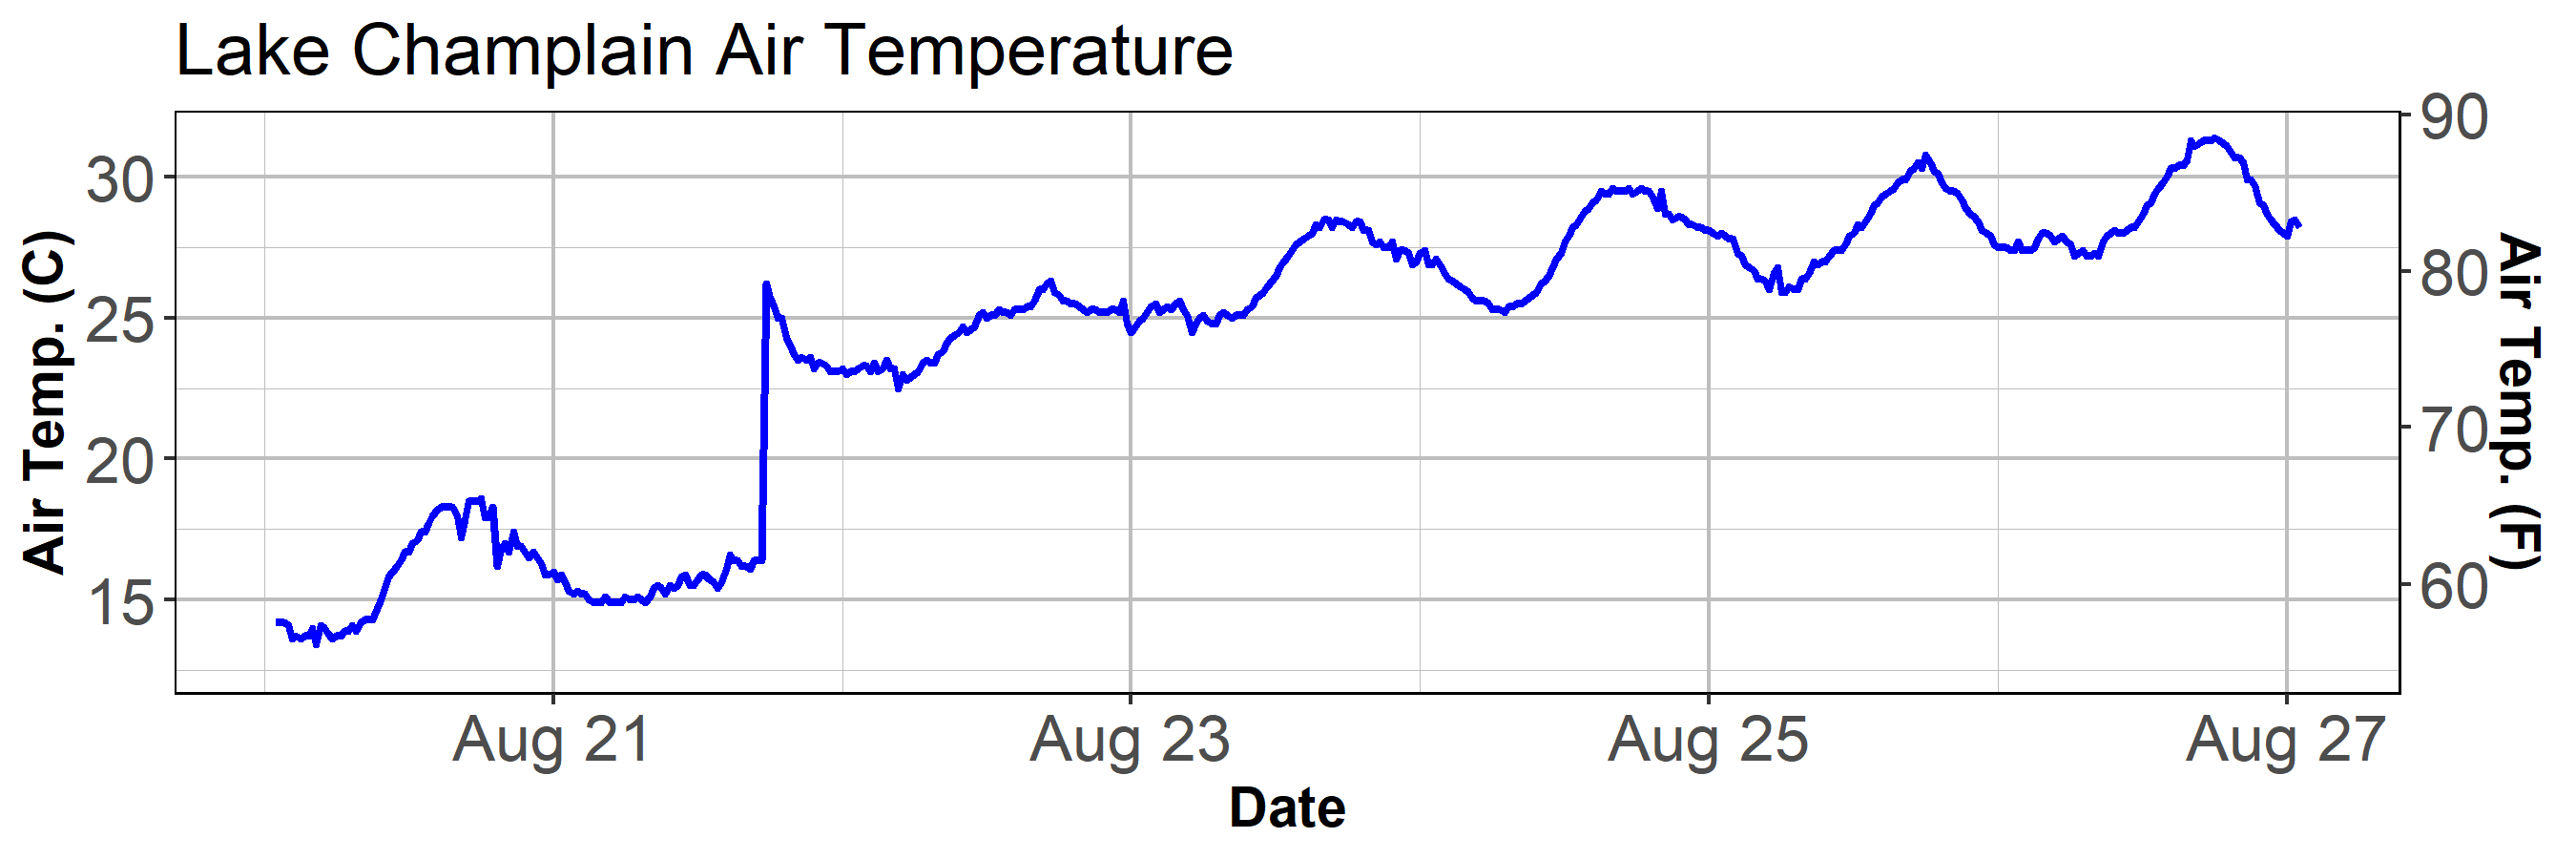 Lake Champlain Air Temperature
Air Temp. (C)
30
25
20
15
90
80
70
60
Air Temp. (F)
Aug 21 Aug 23 Aug 25 Aug 27
Date